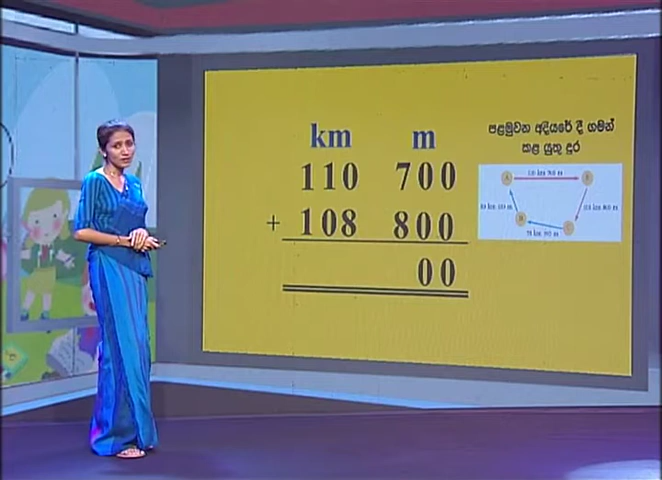 km m
110 700
+ 108 800
00
පළමුවන අදියරේ දී ගමන්
කළ යුතු දුර
A
B